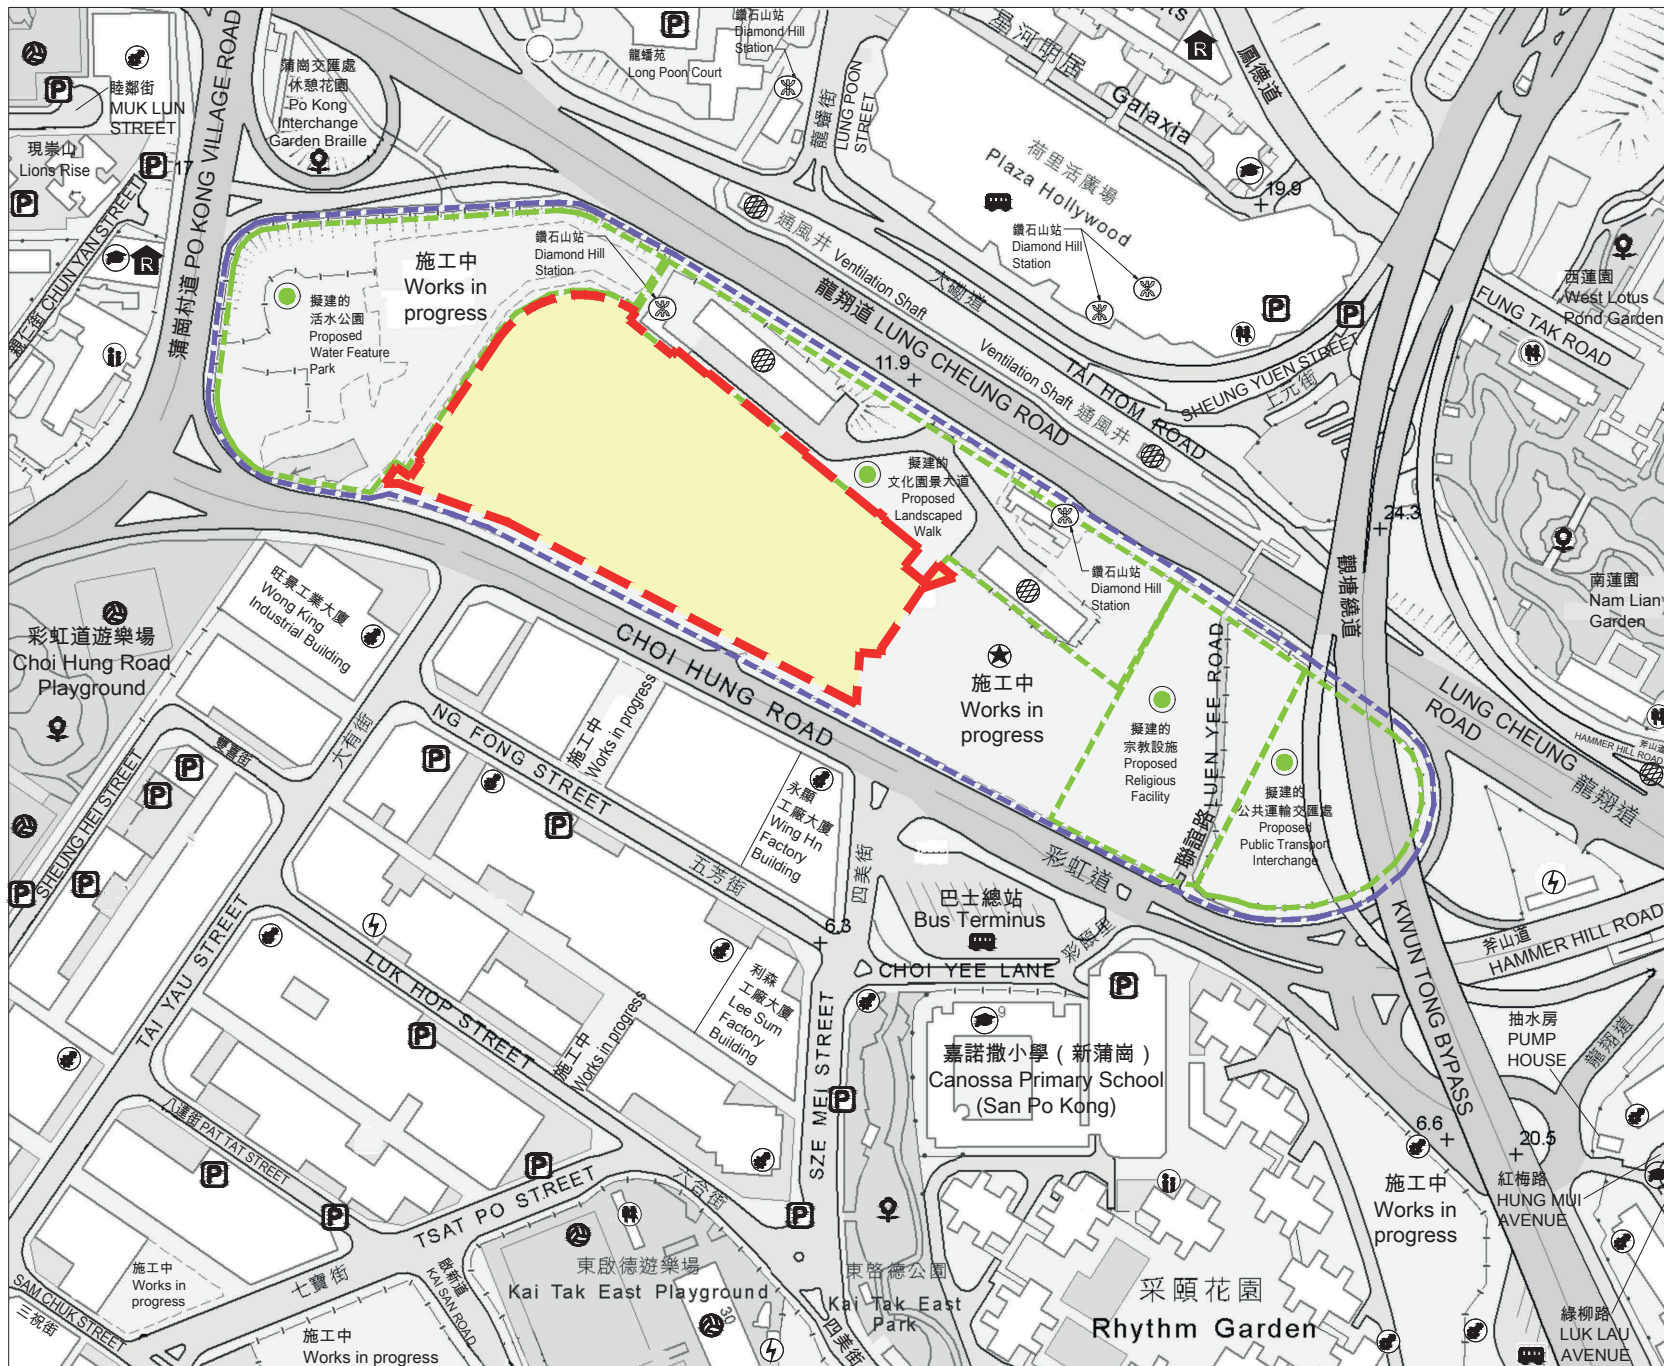 睦鄰街
MUK LUN
STREET
現崇山
Lions Rise
17
親仁街 CHUN YAN STREET
蒲崗村道 PO KONG VILLAGE ROAD
蒲崗交匯處
休憩花園
Po Kong
Interchange
Garden Braille
龍蟠苑
Long Poon Court
鑽石山站
Diamond Hill
Station
龍蟠街
LUNG POON
STREET
星河明居
Galaxia
鳳德道
荷里活廣場
Plaza Hollywood
19.9
鑽石山站
Diamond Hill
Station
通風井 Ventilation Shaft
大磡道
TAI HOM ROAD
龍翔道 LUNG CHEUNG ROAD
11.9
Ventilation Shaft 通風井
SHEUNG YUEN STREET
上元街
FUNG TAK ROAD
西蓮園
West Lotus
Pond Garden
24.3
觀塘繞道
南蓮園
Nam Lian
Garden
擬建的
活水公園
Proposed
Water Feature
Park
施工中
Works in
progress
鑽石山站
Diamond Hill
Station
擬建的
文化園景大道
Proposed
Landscaped
Walk
鑽石山站
Diamond Hill
Station
施工中
Works in
progress
擬建的
宗教設施
Proposed
Religious
Facility
聯誼路 LUEN YEE ROAD
擬建的
公共運輸交匯處
Proposed
Public Transport
Interchange
LUNG CHEUNG
ROAD
龍翔道
斧山道
HAMMER HILL ROAD
彩虹道遊樂場
Choi Hung Road
Playground
旺景工業大廈
Wong King
Industrial Building
CHOI HUNG ROAD
彩虹道
大有街
雙喜街
SHEUNG HEI STREET
NG FONG STREET
五芳街
施工中
Works in progress
永顯
工廠大廈
Wing Hn
Factory
Building
四美街
6.3
巴士總站
Bus Terminus
彩頤里
CHOI YEE LANE
斧山道
HAMMER HILL ROAD
KWUN TONG BYPASS
TAI YAU STREET
LUK HOP STREET
施工中
Works in progress
利森
工廠大廈
Lee Sum
Factory
Building
SZE MEI STREET
9
嘉諾撒小學（新蒲崗）
Canossa Primary School
(San Po Kong)
抽水房
PUMP
HOUSE
龍翔道
6.6
20.5
八達街 PAT TAT STREET
TSAT PO STREET
六合街
施工中
Works in
progress
紅梅路
HUNG MUI
AVENUE
SAM CHUK STREET
三祝街
施工中
Works in
progress
七寶街
啟新道
KAI SAN ROAD
施工中
Works in progress
東啟德遊樂場
Kai Tak East Playground
30
四美街
東啓德公園
Kai Tak East
Park
采頤花園
Rhythm Garden
綠柳路
LUK LAU
AVENUE